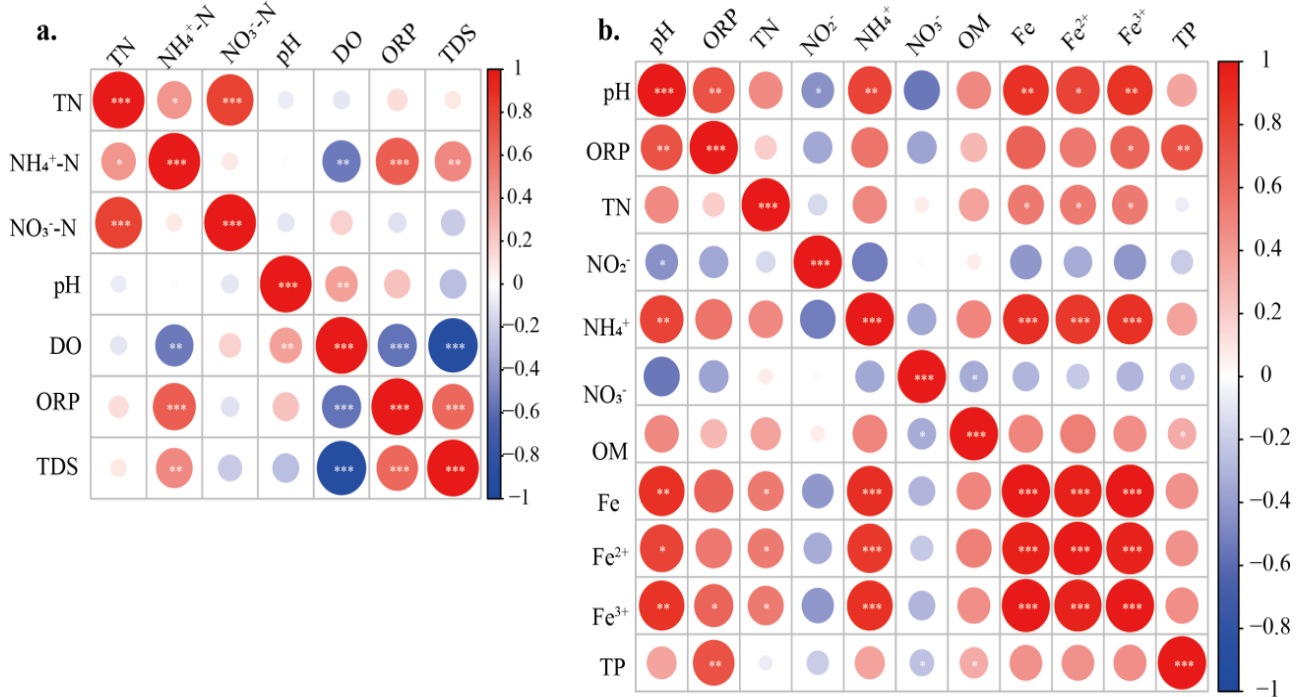 a.
TN NH₄⁺-N NO₃⁻-N pH DO ORP TDS
TN *** * *** 1
0.8
NH₄⁺-N * *** ** *** ** 0.6
0.4
NO₃⁻-N *** *** 0.2
pH *** ** 0
−0.2
DO ** ** *** *** *** −0.4
ORP *** *** *** *** −0.6
−0.8
TDS ** *** *** *** −1
b.
pH ORP TN NO₂⁻ NH₄⁺ NO₃⁻ OM Fe Fe²⁺ Fe³⁺ TP
pH *** ** * ** ** * ** 1
ORP ** *** * ** 0.8
TN *** * * * 0.6
NO₂⁻ * *** 0.4
NH₄⁺ ** *** *** *** *** 0.2
NO₃⁻ *** * * 0
OM * *** * −0.2
Fe ** * *** *** *** *** −0.4
Fe²⁺ * * *** *** *** *** −0.6
Fe³⁺ ** * * *** *** *** *** −0.8
TP ** * * *** −1